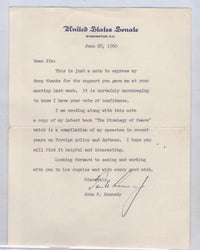 United States Senate
WASHINGTON, D.C.
June 28, 1960
Dear Jim:
This is just a note to express my
deep thanks for the support you gave me at your
meeting last week. It is certainly encouraging
to know I have your vote of confidence.
I am sending along with this note
a copy of my latest book "The Strategy of Peace"
which is a compilation of my speeches in recent
years on foreign policy and defense. I hope you
will find it helpful and interesting.
Looking forward to seeing and working
with you in Los Angeles and with every good wish,
Sincerely,
John F. Kennedy